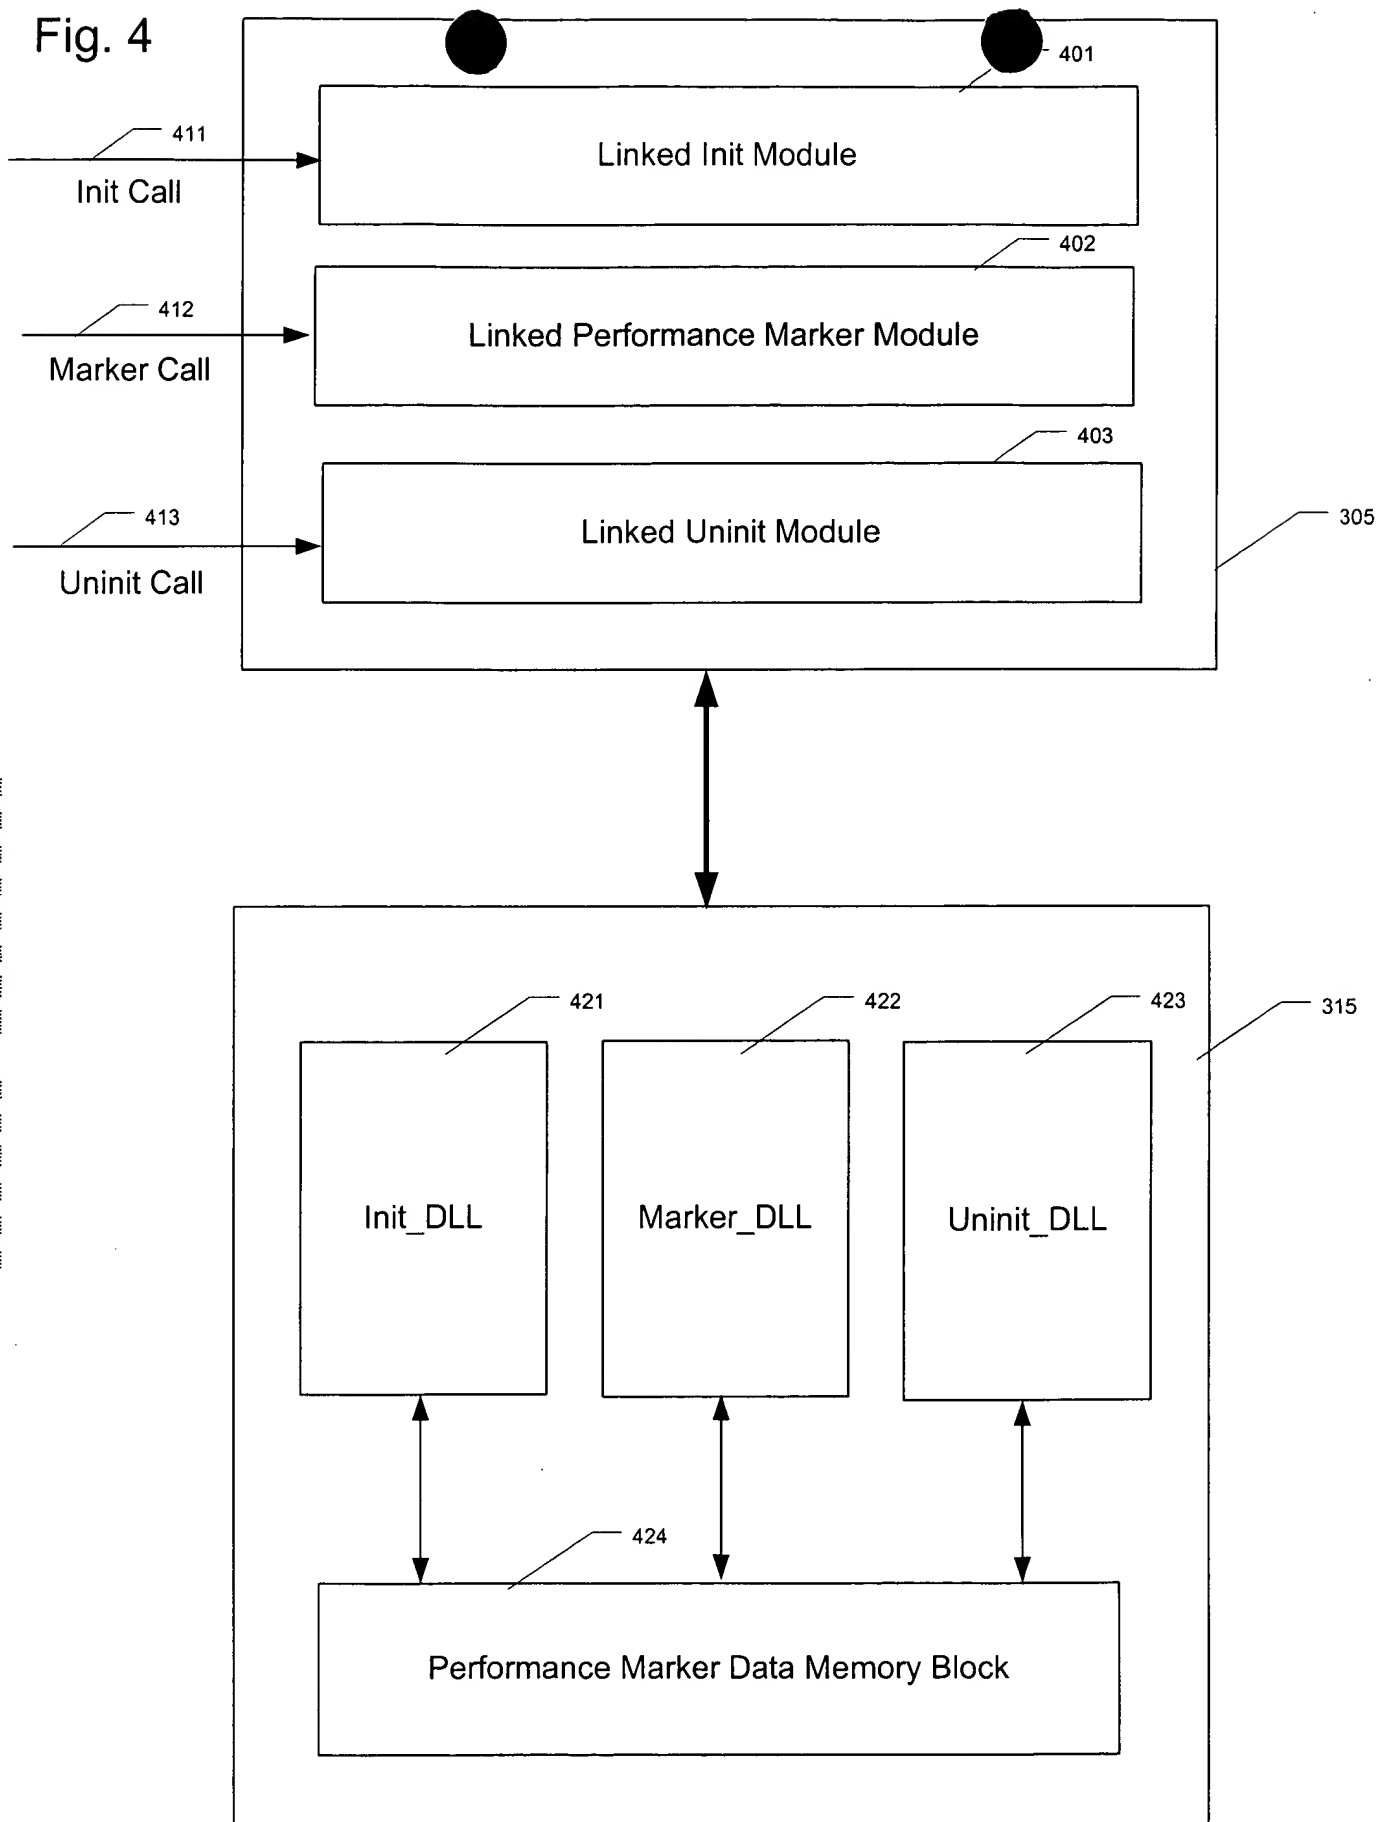 Fig. 4
401
411
Linked Init Module
Init Call
402
412
Linked Performance Marker Module
Marker Call
403
413
Linked Uninit Module
305
Uninit Call
421
422
423
315
Init_DLL
Marker_DLL
Uninit_DLL
424
Performance Marker Data Memory Block